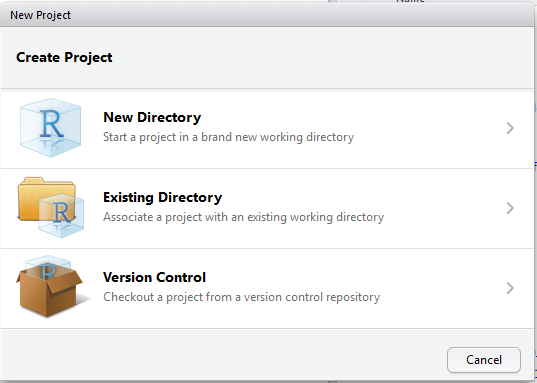 New Project
Create Project
R
New Directory
Start a project in a brand new working directory
R
Existing Directory
Associate a project with an existing working directory
R
Version Control
Checkout a project from a version control repository
Cancel